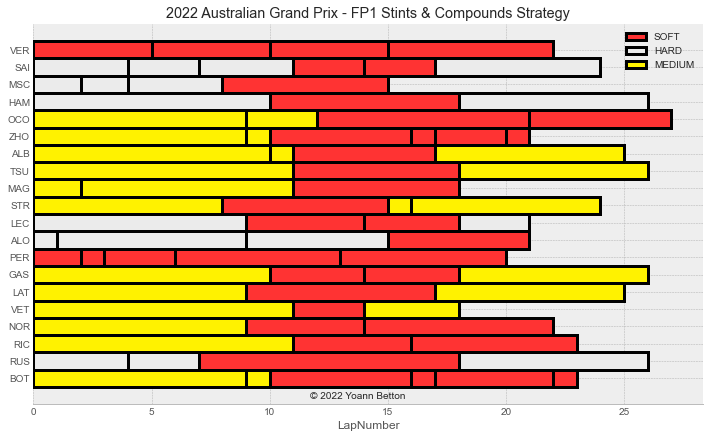 2022 Australian Grand Prix - FP1 Stints & Compounds Strategy
SOFT
HARD
MEDIUM
VER
SAI
MSC
HAM
OCO
ZHO
ALB
TSU
MAG
STR
LEC
ALO
PER
GAS
LAT
VET
NOR
RIC
RUS
BOT
© 2022 Yoann Betton
0 5 10 15 20 25
LapNumber